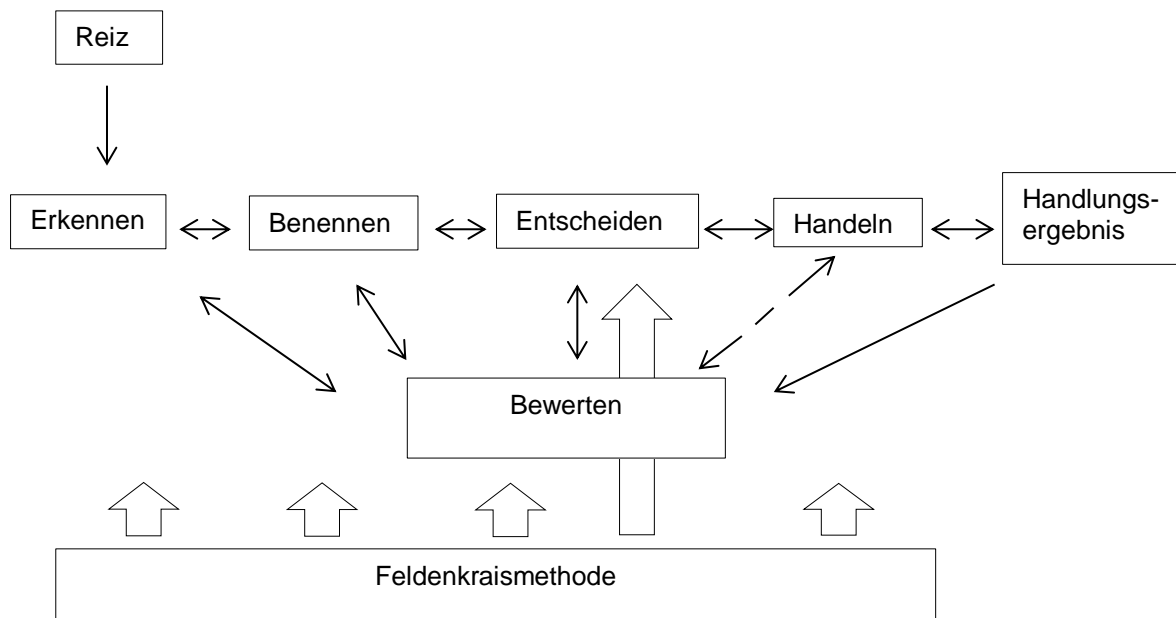 Reiz
Erkennen
Benennen
Entscheiden
Handeln
Handlungs-
ergebnis
Bewerten
Feldenkraismethode